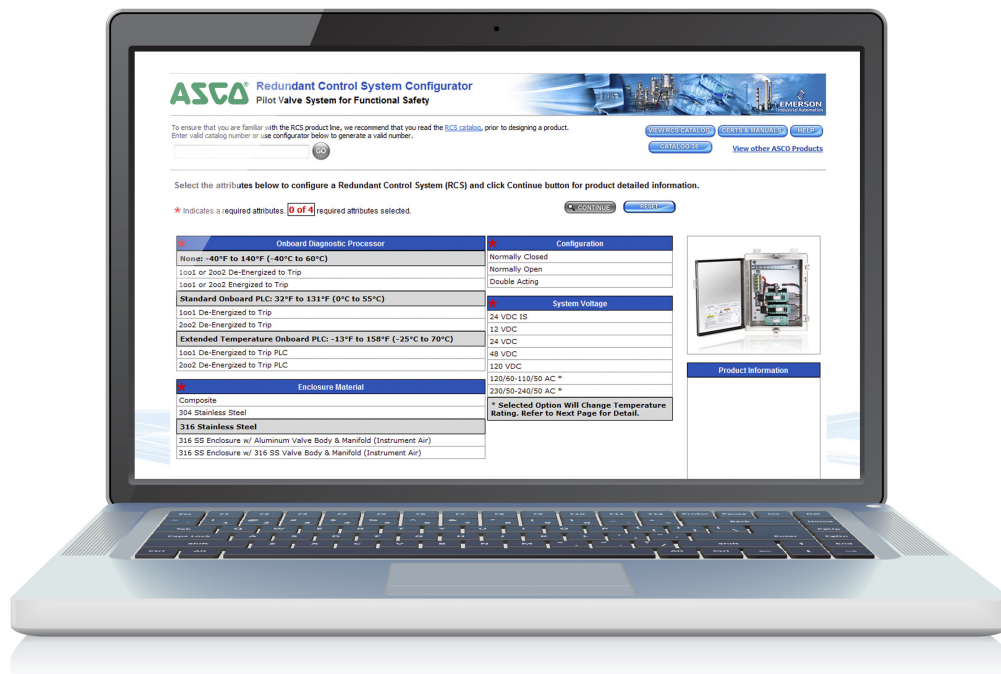 ASCO®
Redundant Control System Configurator
Pilot Valve System for Functional Safety
EMERSON
Industrial Automation
To ensure that you are familiar with the RCS product line, we recommend that you read the RCS catalog, prior to designing a product.
Enter valid catalog number or use configurator below to generate a valid number.
GO
VIEW RCS CATALOG
CERTS & MANUALS
HELP
View other ASCO Products
Select the attributes below to configure a Redundant Control System (RCS) and click Continue button for product detailed information.
* Indicates a required attributes. 0 of 4 required attributes selected.
CONTINUE
RESET
* Onboard Diagnostic Processor
None: -40°F to 140°F (-40°C to 60°C)
1oo1 or 2oo2 De-Energized to Trip
1oo1 or 2oo2 Energized to Trip
Standard Onboard PLC: 32°F to 131°F (0°C to 55°C)
1oo1 De-Energized to Trip
2oo2 De-Energized to Trip
Extended Temperature Onboard PLC: -13°F to 158°F (-25°C to 70°C)
1oo1 De-Energized to Trip PLC
2oo2 De-Energized to Trip PLC
* Enclosure Material
Composite
304 Stainless Steel
316 Stainless Steel
316 SS Enclosure w/ Aluminum Valve Body & Manifold (Instrument Air)
316 SS Enclosure w/ 316 SS Valve Body & Manifold (Instrument Air)
* Configuration
Normally Closed
Normally Open
Double Acting
* System Voltage
24 VDC IS
12 VDC
24 VDC
48 VDC
120 VDC
120/60-110/50 AC *
230/50-240/50 AC *
* Selected Option Will Change Temperature
Rating. Refer to Next Page for Detail.
Product Information